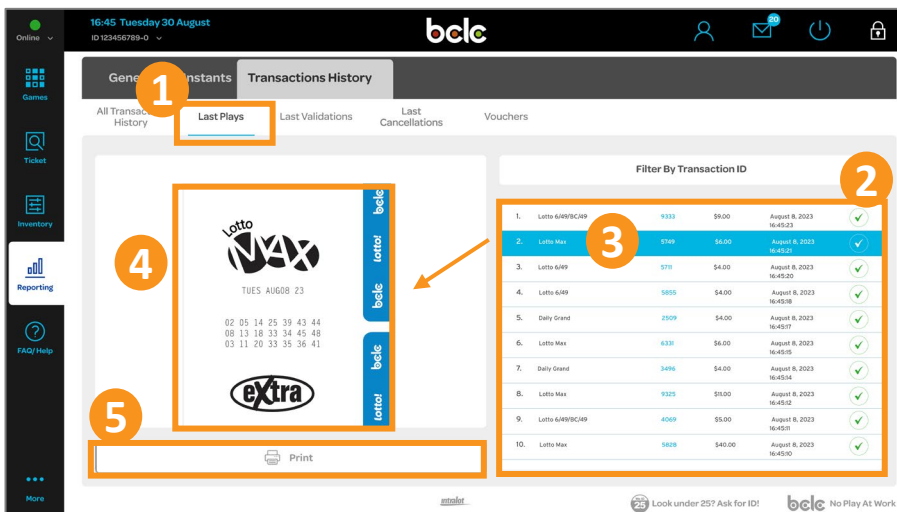 Online
16:45 Tuesday 30 August
ID 123456789-0
bclc
20
Games
Ticket
Inventory
Reporting
FAQ/Help
More
Instants
Transactions History
1
All
History
Last Plays
Last Validations
Last
Cancellations
Vouchers
Filter By Transaction ID
2
3
4
5
Lotto
MAX
TUES AUG08 23
02 05 14 25 39 43 44
08 13 18 33 34 45 48
03 11 20 33 35 36 41
extra
bclc
lotto!
bclc
bclc
lotto!
Print
1. Lotto 6/49/BC/49 9333 $9.00 August 8, 2023
16:45:23
2. Lotto Max 5749 $6.00 August 8, 2023
16:45:21
3. Lotto 6/49 5711 $4.00 August 8, 2023
16:45:20
4. Lotto 6/49 5855 $4.00 August 8, 2023
16:45:18
5. Daily Grand 2509 $4.00 August 8, 2023
16:45:17
6. Lotto Max 6331 $6.00 August 8, 2023
16:45:15
7. Daily Grand 3496 $4.00 August 8, 2023
16:45:14
8. Lotto Max 9325 $11.00 August 8, 2023
16:45:12
9. Lotto 6/49/BC/49 4069 $5.00 August 8, 2023
16:45:11
10. Lotto Max 5828 $40.00 August 8, 2023
16:45:10
intralot
25 Look under 25? Ask for ID!
bclc No Play At Work